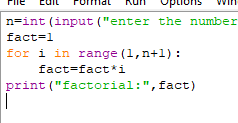 File Edit Format Run Options Win
n=int(input("enter the number
fact=1
for i in range(1,n+1):
    fact=fact*i
print("factorial:",fact)